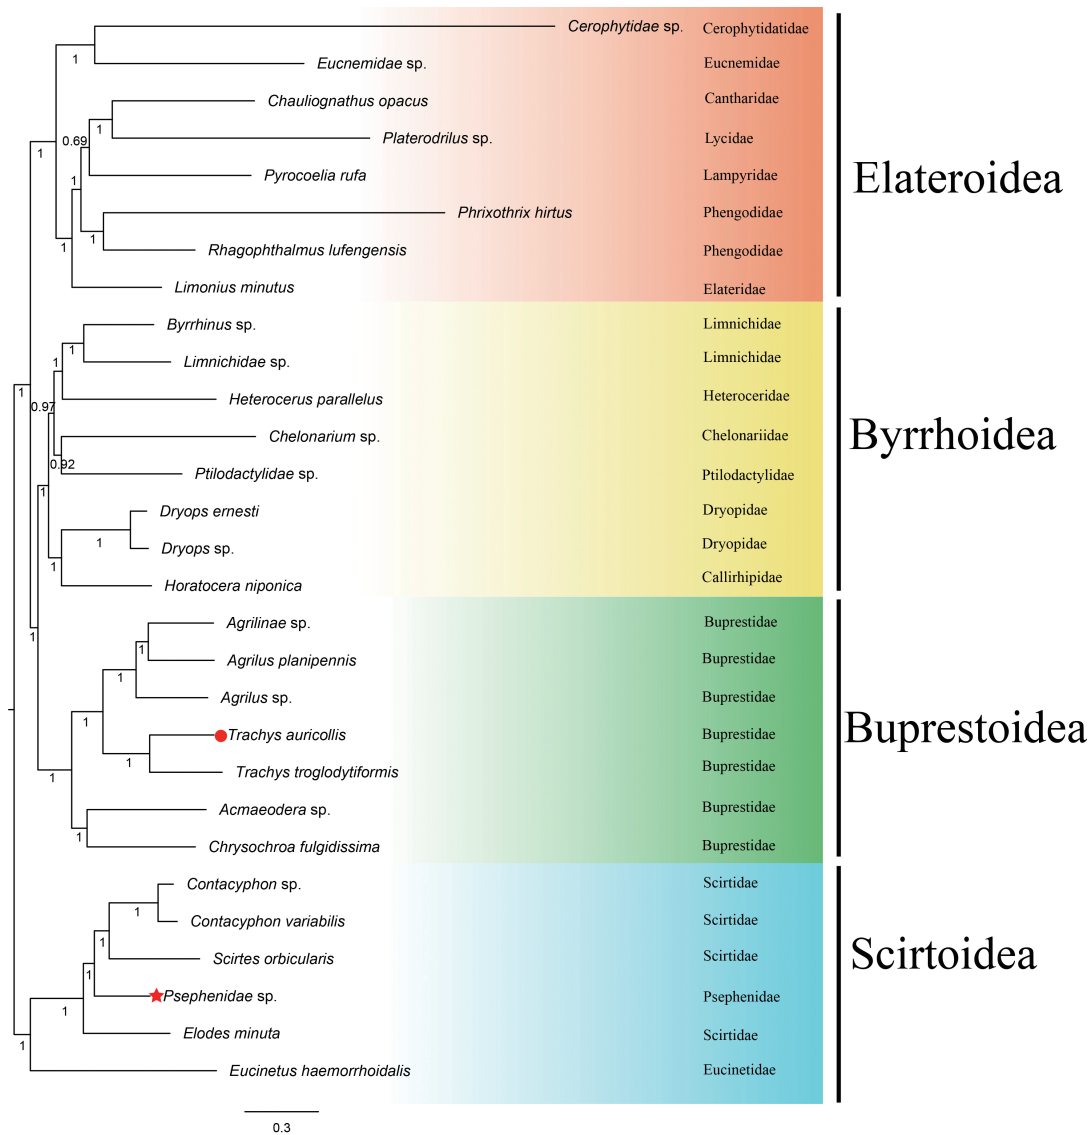 Cerophytidae sp. Cerophytidatidae
1
Eucnemidae sp. Eucnemidae
Chauliognathus opacus Cantharidae
1
0.69
Platerodrilus sp. Lycidae
1
Pyrocoelia rufa Lampyridae
1
Elateroidea
Phrixothrix hirtus Phengodidae
1
1
Rhagophthalmus lufengensis Phengodidae
Limonius minutus Elateridae
Byrrhinus sp. Limnichidae
1
1
Limnichidae sp. Limnichidae
1
Heterocerus parallelus Heteroceridae
0.97
Chelonarium sp. Chelonariidae
Byrrhoidea
0.92
Ptilodactylidae sp. Ptilodactylidae
1
Dryops ernesti Dryopidae
1
Dryops sp. Dryopidae
1
Horatocera niponica Callirhipidae
Agrilinae sp. Buprestidae
1
1
Agrilus planipennis Buprestidae
1
Agrilus sp. Buprestidae
1
Trachys auricollis Buprestidae
Buprestoidea
1
1
Trachys troglodytiformis Buprestidae
Acmaeodera sp. Buprestidae
1
Chrysochroa fulgidissima Buprestidae
Contacyphon sp. Scirtidae
1
Contacyphon variabilis Scirtidae
1
Scirtes orbicularis Scirtidae
Scirtoidea
1
Psephenidae sp. Psephenidae
1
Elodes minuta Scirtidae
1
Eucinetus haemorrhoidalis Eucinetidae
0.3